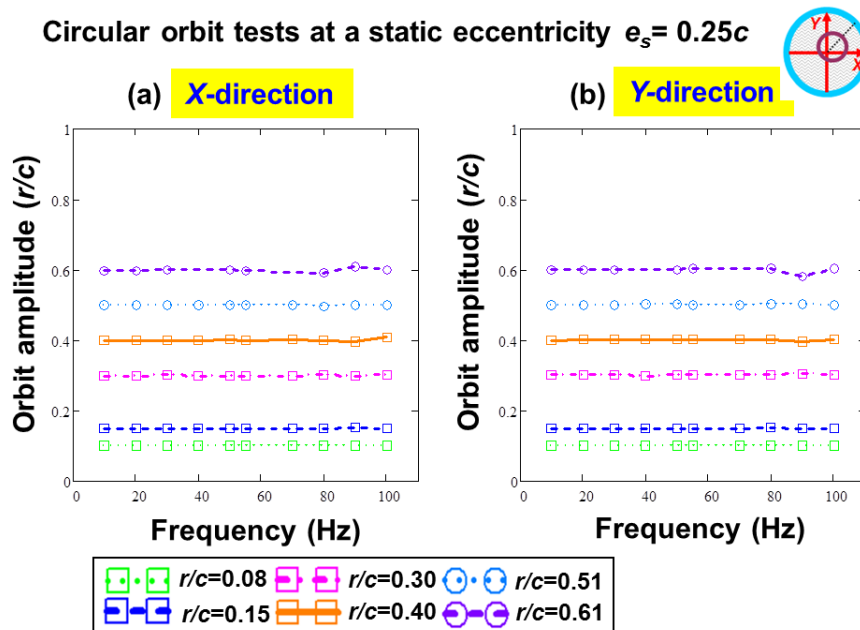 Circular orbit tests at a static eccentricity es= 0.25c
Y
X
(a) X-direction
(b) Y-direction
Orbit amplitude (r/c)
1
0.8
0.6
0.4
0.2
0
0 20 40 60 80 100
Frequency (Hz)
Orbit amplitude (r/c)
1
0.8
0.6
0.4
0.2
0
0 20 40 60 80 100
Frequency (Hz)
r/c=0.08 r/c=0.30 r/c=0.51
r/c=0.15 r/c=0.40 r/c=0.61